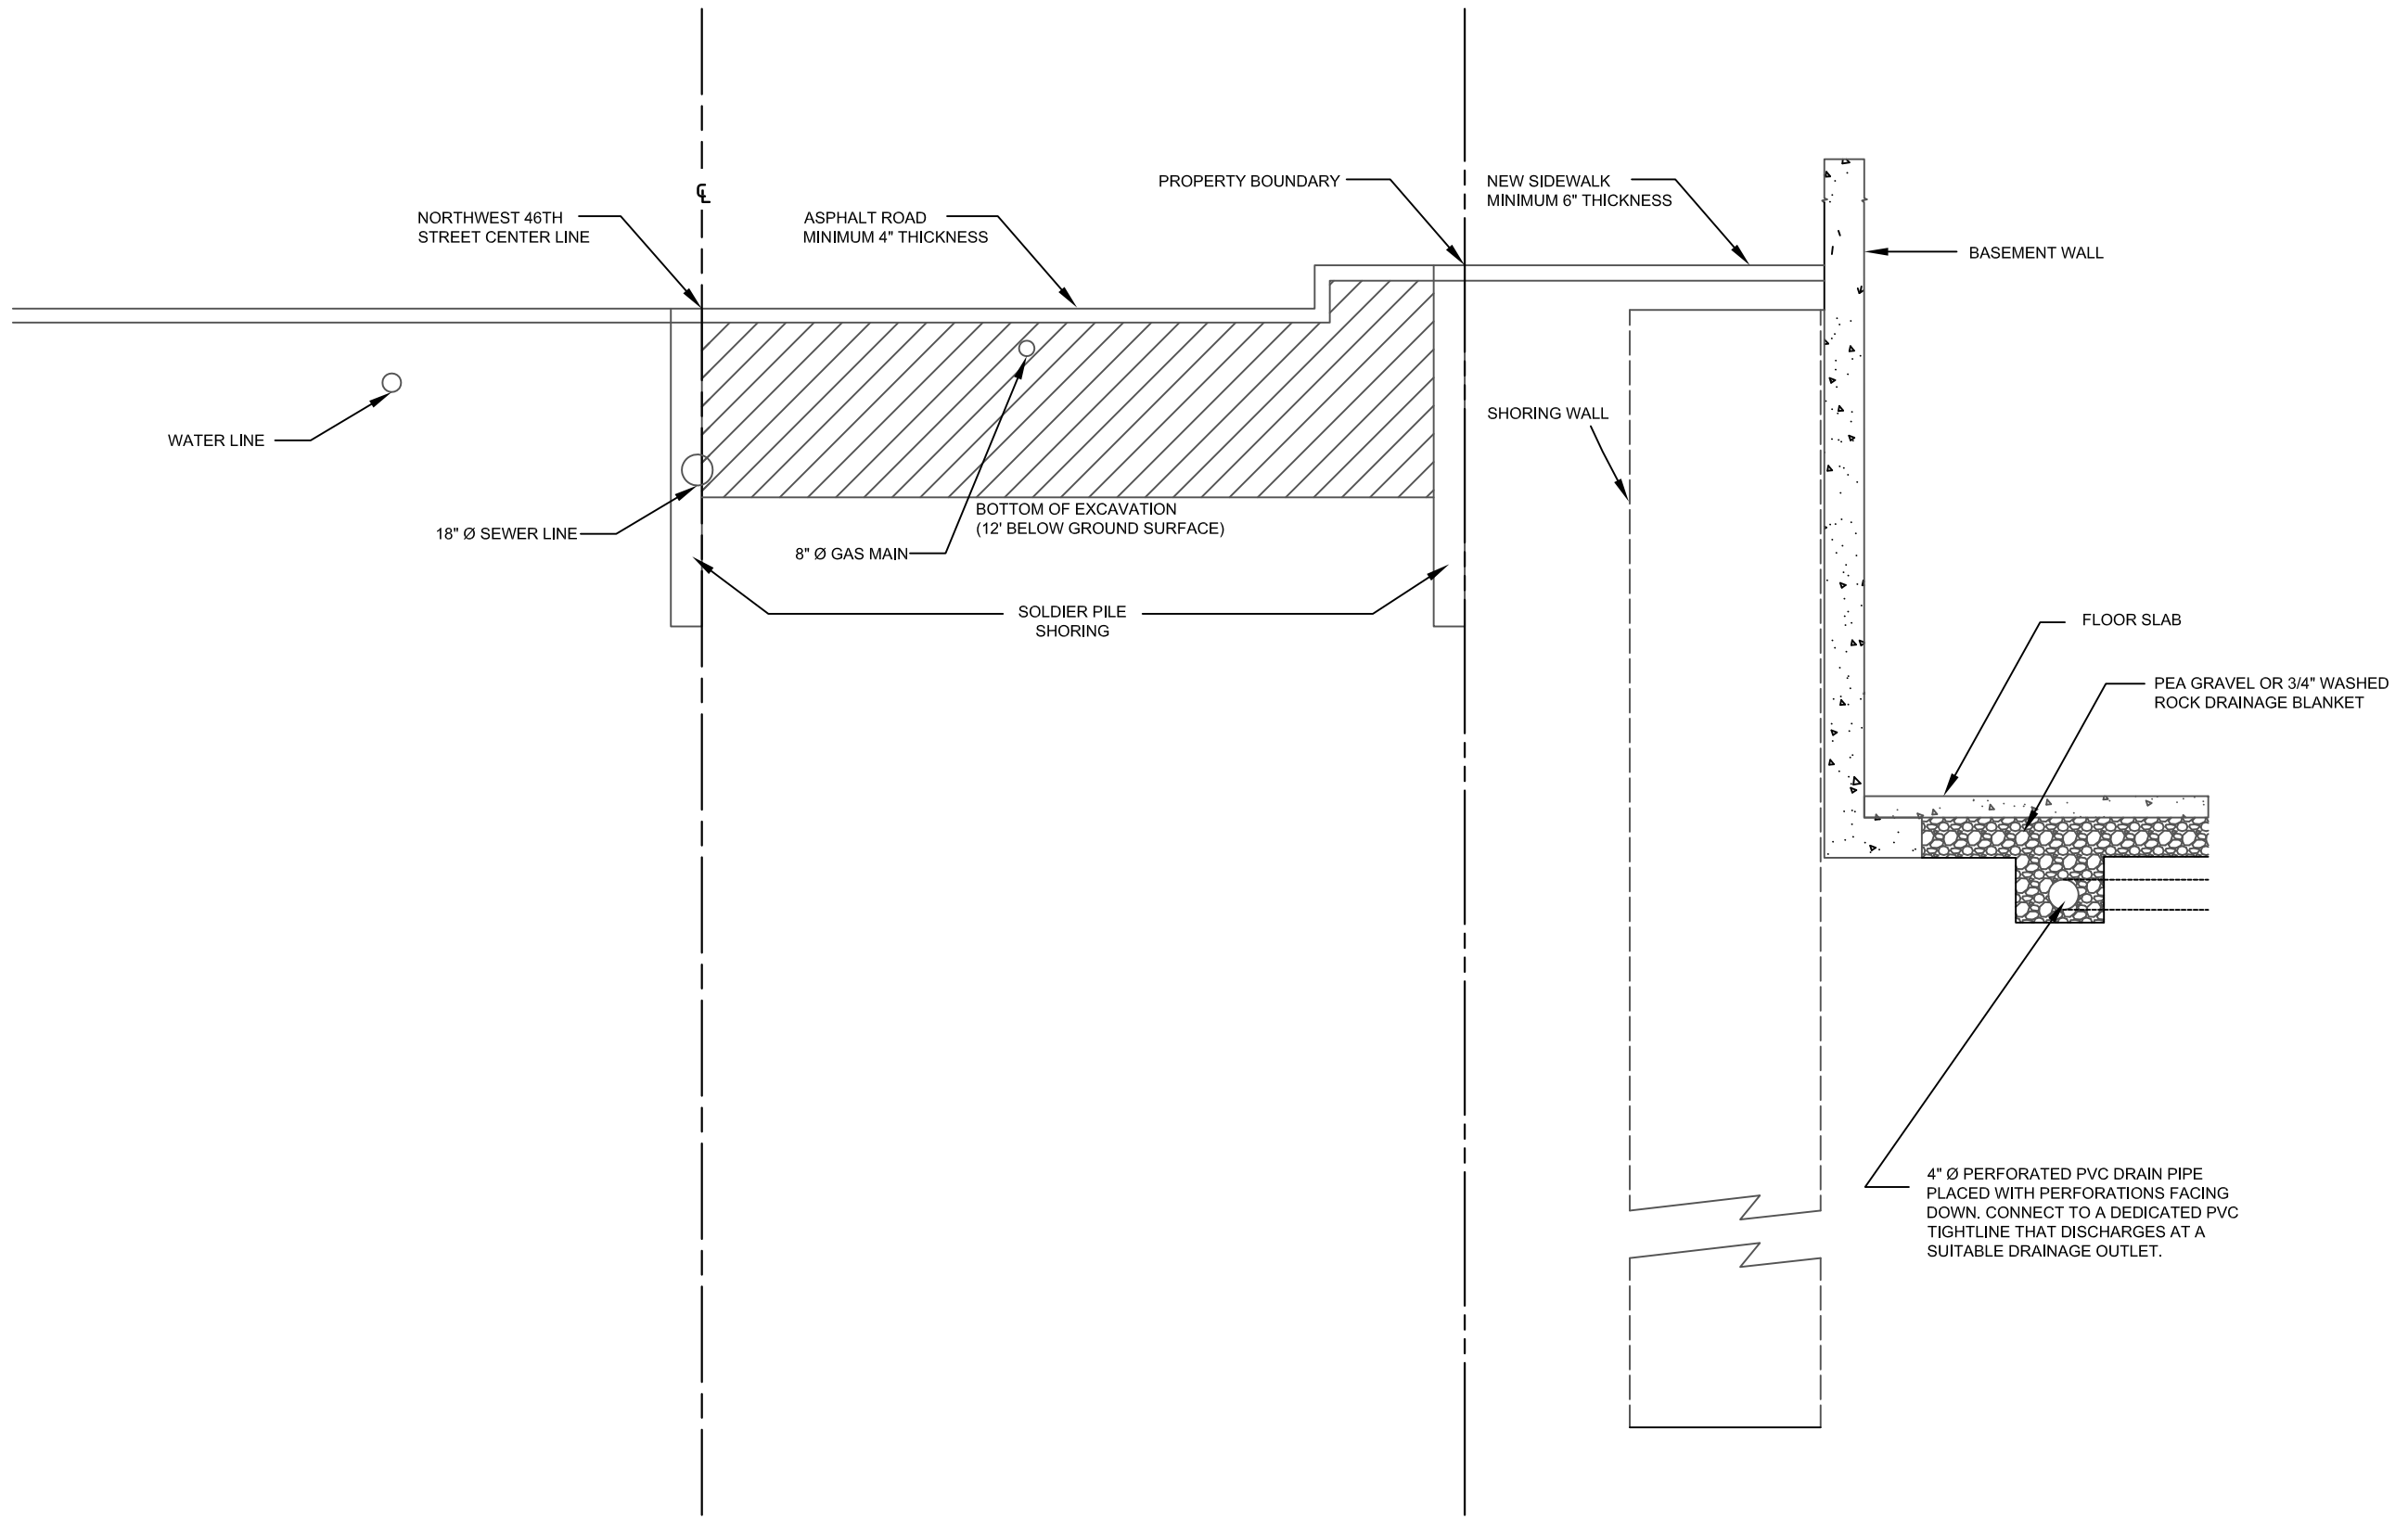 ℄
PROPERTY BOUNDARY
NEW SIDEWALK
MINIMUM 6" THICKNESS
NORTHWEST 46TH
STREET CENTER LINE
ASPHALT ROAD
MINIMUM 4" THICKNESS
BASEMENT WALL
WATER LINE
SHORING WALL
18" Ø SEWER LINE
BOTTOM OF EXCAVATION
(12' BELOW GROUND SURFACE)
8" Ø GAS MAIN
SOLDIER PILE
SHORING
FLOOR SLAB
PEA GRAVEL OR 3/4" WASHED
ROCK DRAINAGE BLANKET
4" Ø PERFORATED PVC DRAIN PIPE
PLACED WITH PERFORATIONS FACING
DOWN. CONNECT TO A DEDICATED PVC
TIGHTLINE THAT DISCHARGES AT A
SUITABLE DRAINAGE OUTLET.